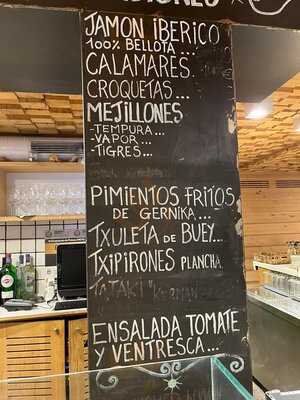 JAMON IBERICO
100% BELLOTA...
CALAMARES.
CROQUETAS...
MEJILLONES
-TEMPURA...
-VAPOR...
-TIGRES...
PIMIENTOS FRITOS
DE GERNIKA...
TXULETA DE BUEY...
TXIPIRONES PLANCHA.
TATAKI
ENSALADA TOMATE
Y VENTRESCA...